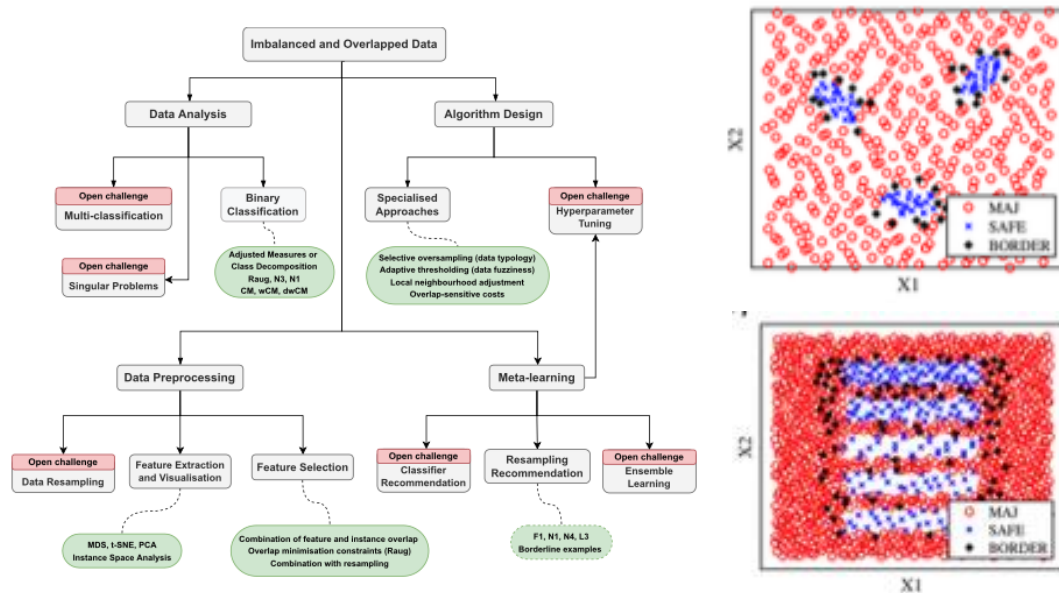 Imbalanced and Overlapped Data
Data Analysis
Algorithm Design
Open challenge
Multi-classification
Binary
Classification
Specialised
Approaches
Open challenge
Hyperparameter
Tuning
Adjusted Measures or
Class Decomposition
Raug, N3, N1
CM, wCM, dwCM
Selective oversampling (data typology)
Adaptive thresholding (data fuzziness)
Local neighbourhood adjustment
Overlap-sensitive costs
Open challenge
Singular Problems
Data Preprocessing
Meta-learning
Open challenge
Data Resampling
Feature Extraction
and Visualisation
Feature Selection
Open challenge
Classifier
Recommendation
Resampling
Recommendation
Open challenge
Ensemble
Learning
MDS, t-SNE, PCA
Instance Space Analysis
Combination of feature and instance overlap
Overlap minimisation constraints (Raug)
Combination with resampling
F1, N1, N4, L3
Borderline examples
X2
MAJ
SAFE
BORDER
X1
X2
MAJ
SAFE
BORDER
X1